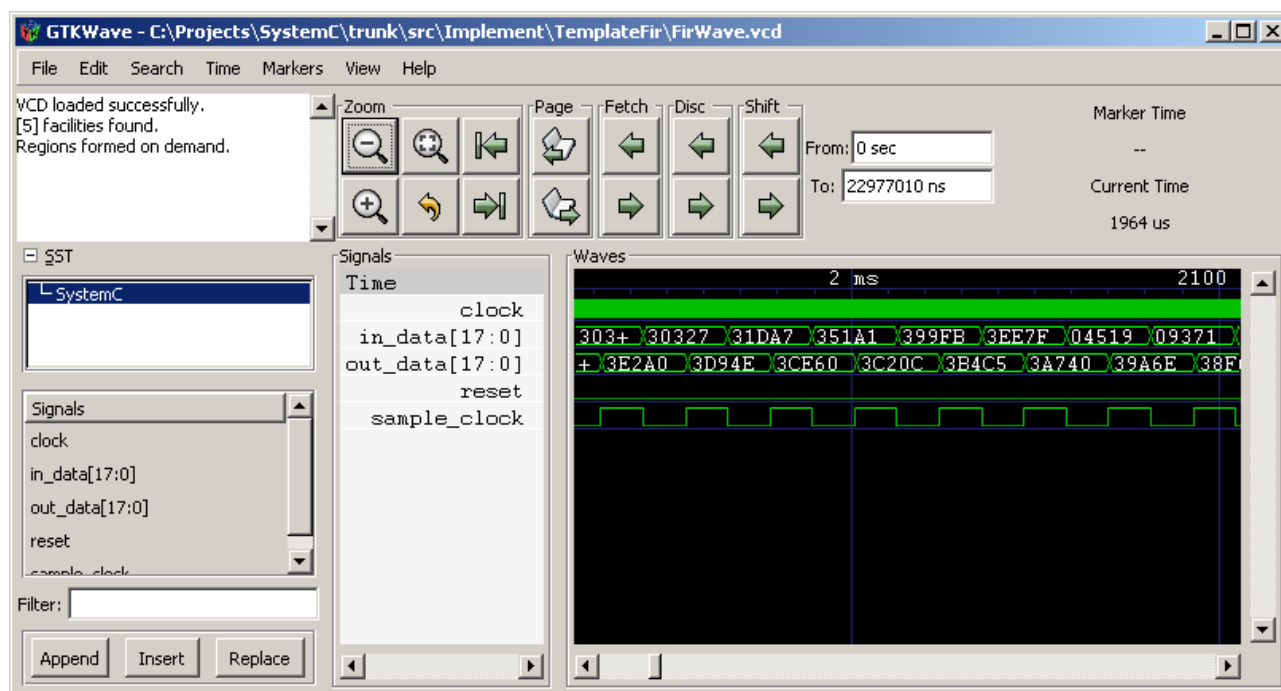 GTKWave - C:\Projects\SystemC\trunk\src\Implement\TemplateFir\FirWave.vcd
File Edit Search Time Markers View Help
VCD loaded successfully.
[5] facilities found.
Regions formed on demand.
Zoom Page Fetch Disc Shift
From: 0 sec
To: 22977010 ns
Marker Time
--
Current Time
1964 us
SST
SystemC
Signals
clock
in_data[17:0]
out_data[17:0]
reset
sample_clock
Filter:
Append Insert Replace
Signals
Time
clock
in_data[17:0]
out_data[17:0]
reset
sample_clock
Waves
2 ms 2100
303+ 30327 31DA7 351A1 399FB 3EE7F 04519 09371
+ 3E2A0 3D94E 3CE60 3C20C 3B4C5 3A740 39A6E